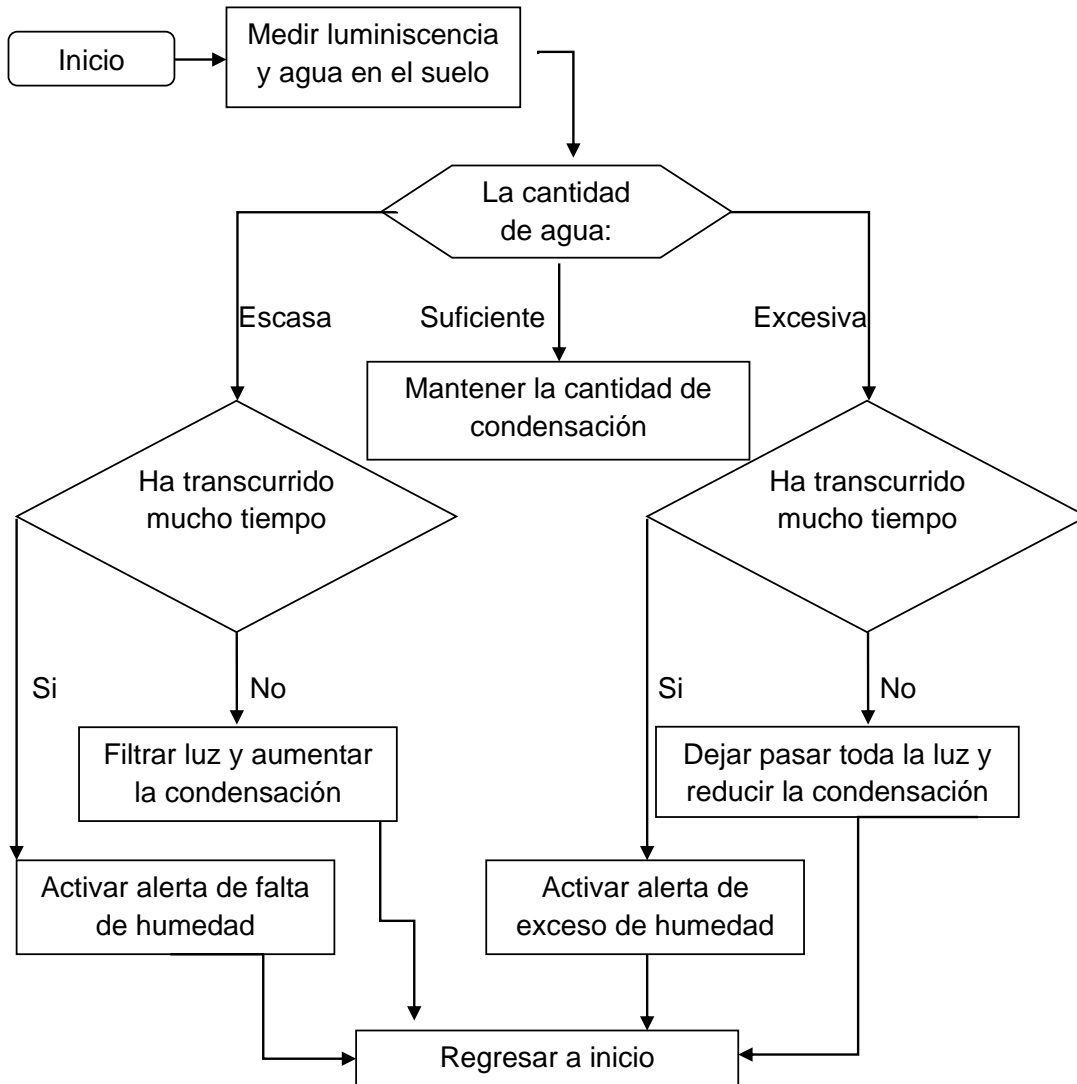 Inicio
Medir luminiscencia
y agua en el suelo
La cantidad
de agua:
Escasa
Suficiente
Excesiva
Mantener la cantidad de
condensación
Ha transcurrido
mucho tiempo
Ha transcurrido
mucho tiempo
Si
No
Si
No
Filtrar luz y aumentar
la condensación
Dejar pasar toda la luz y
reducir la condensación
Activar alerta de falta
de humedad
Activar alerta de
exceso de humedad
Regresar a inicio